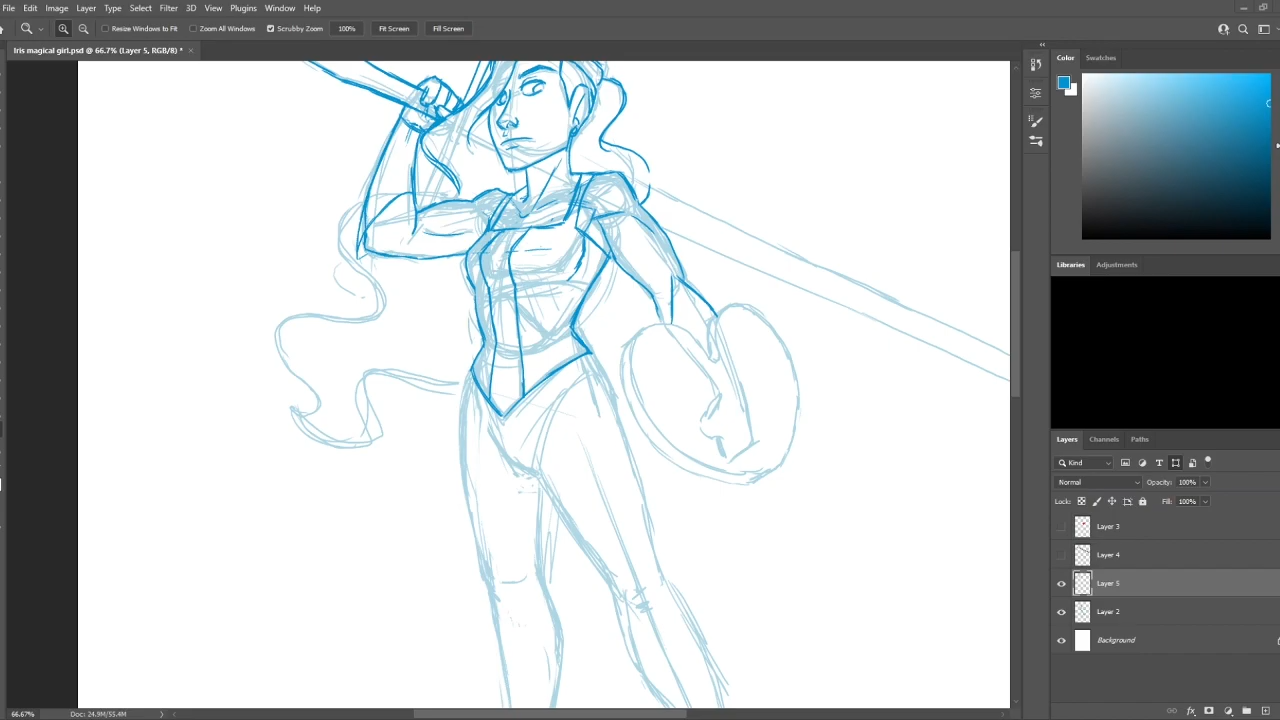 File Edit Image Layer Type Select Filter 3D View Plugins Window Help
Resize Windows to Fit Zoom All Windows Scrubby Zoom 100% Fit Screen Fill Screen
Iris magical girl.psd @ 66.7% (Layer 5, RGB/8) * ×
Color Swatches
Libraries Adjustments
Layers Channels Paths
Kind
Normal Opacity: 100%
Lock: Fill: 100%
Layer 3
Layer 4
Layer 5
Layer 2
Background
66.67% Doc: 24.9M/55.4M